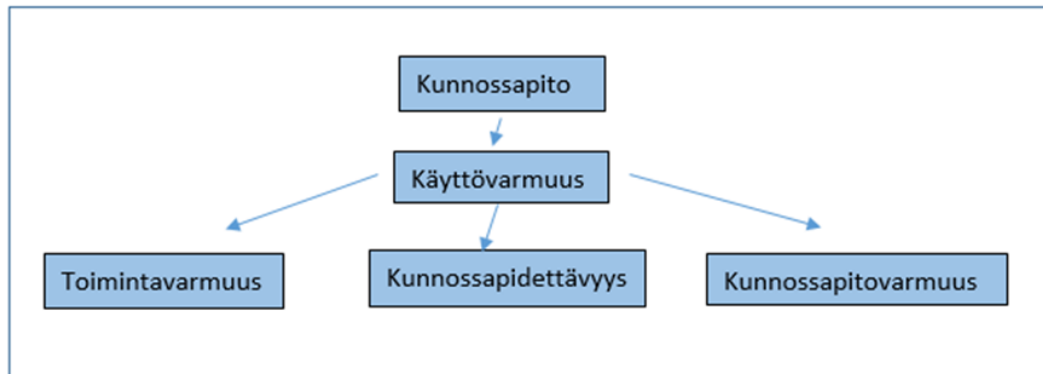 Kunnossapito
Käyttövarmuus
Toimintavarmuus
Kunnossapidettävyys
Kunnossapitovarmuus